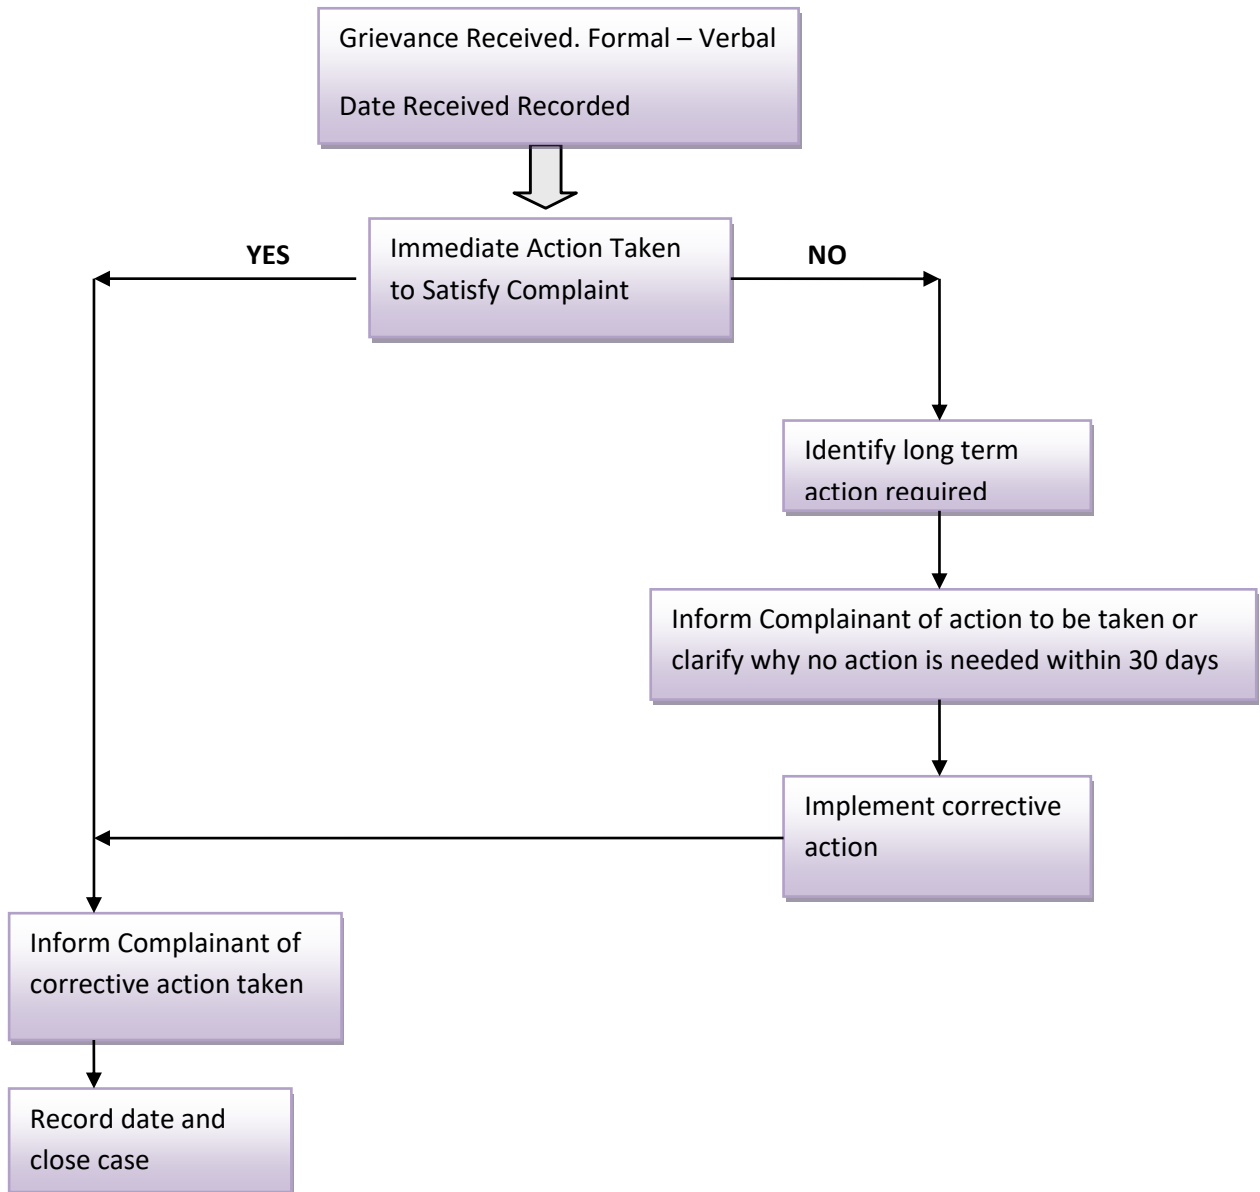 Grievance Received. Formal – Verbal
Date Received Recorded
YES
Immediate Action Taken
to Satisfy Complaint
NO
Identify long term
action required
Inform Complainant of action to be taken or
clarify why no action is needed within 30 days
Implement corrective
action
Inform Complainant of
corrective action taken
Record date and
close case